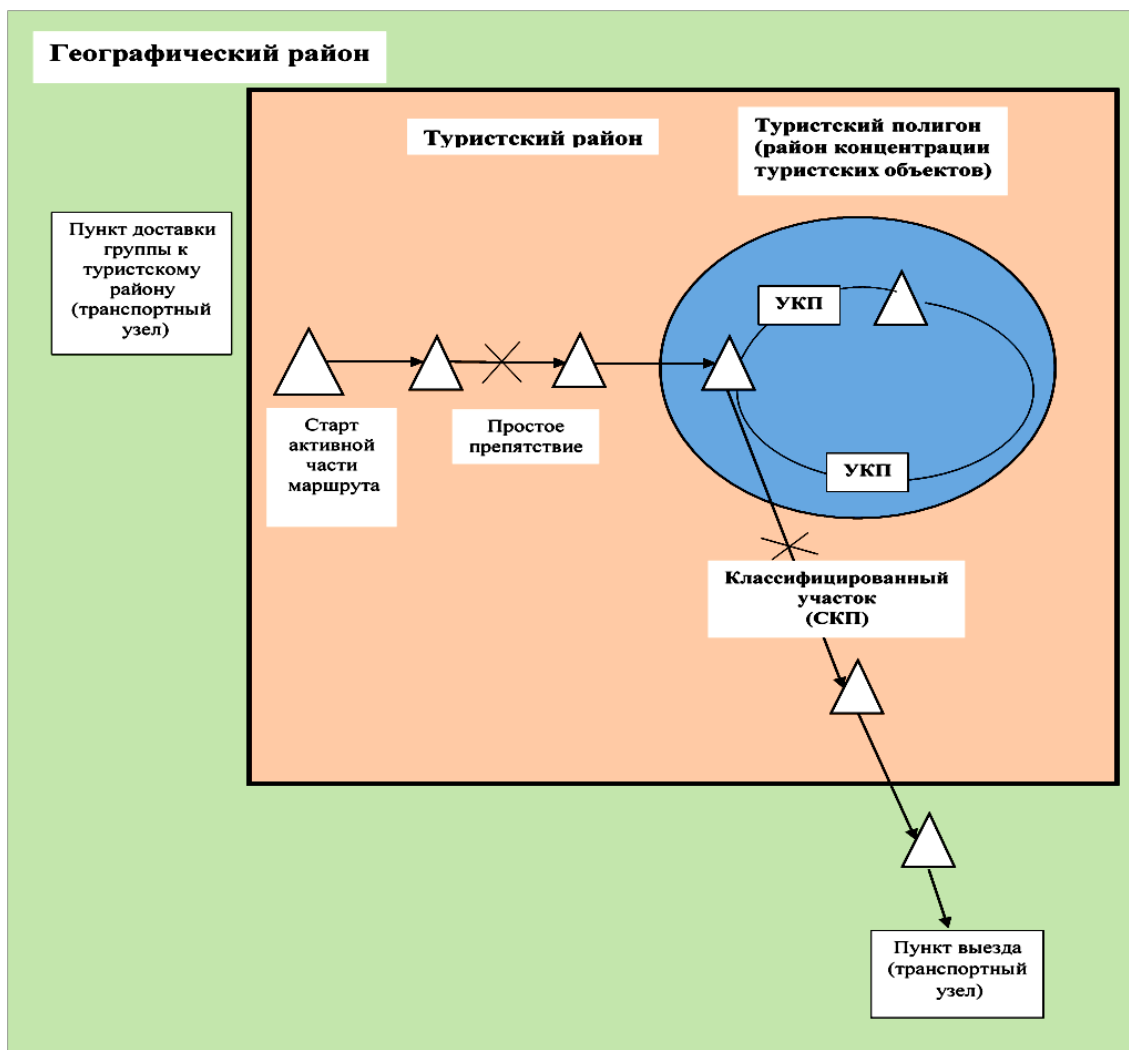 Географический район
Туристский район
Туристский полигон
(район концентрации
туристских объектов)
Пункт доставки
группы к
туристскому
району
(транспортный
узел)
УКП
Старт
активной
части
маршрута
Простое
препятствие
УКП
Классифицированный
участок
(СКП)
Пункт выезда
(транспортный
узел)